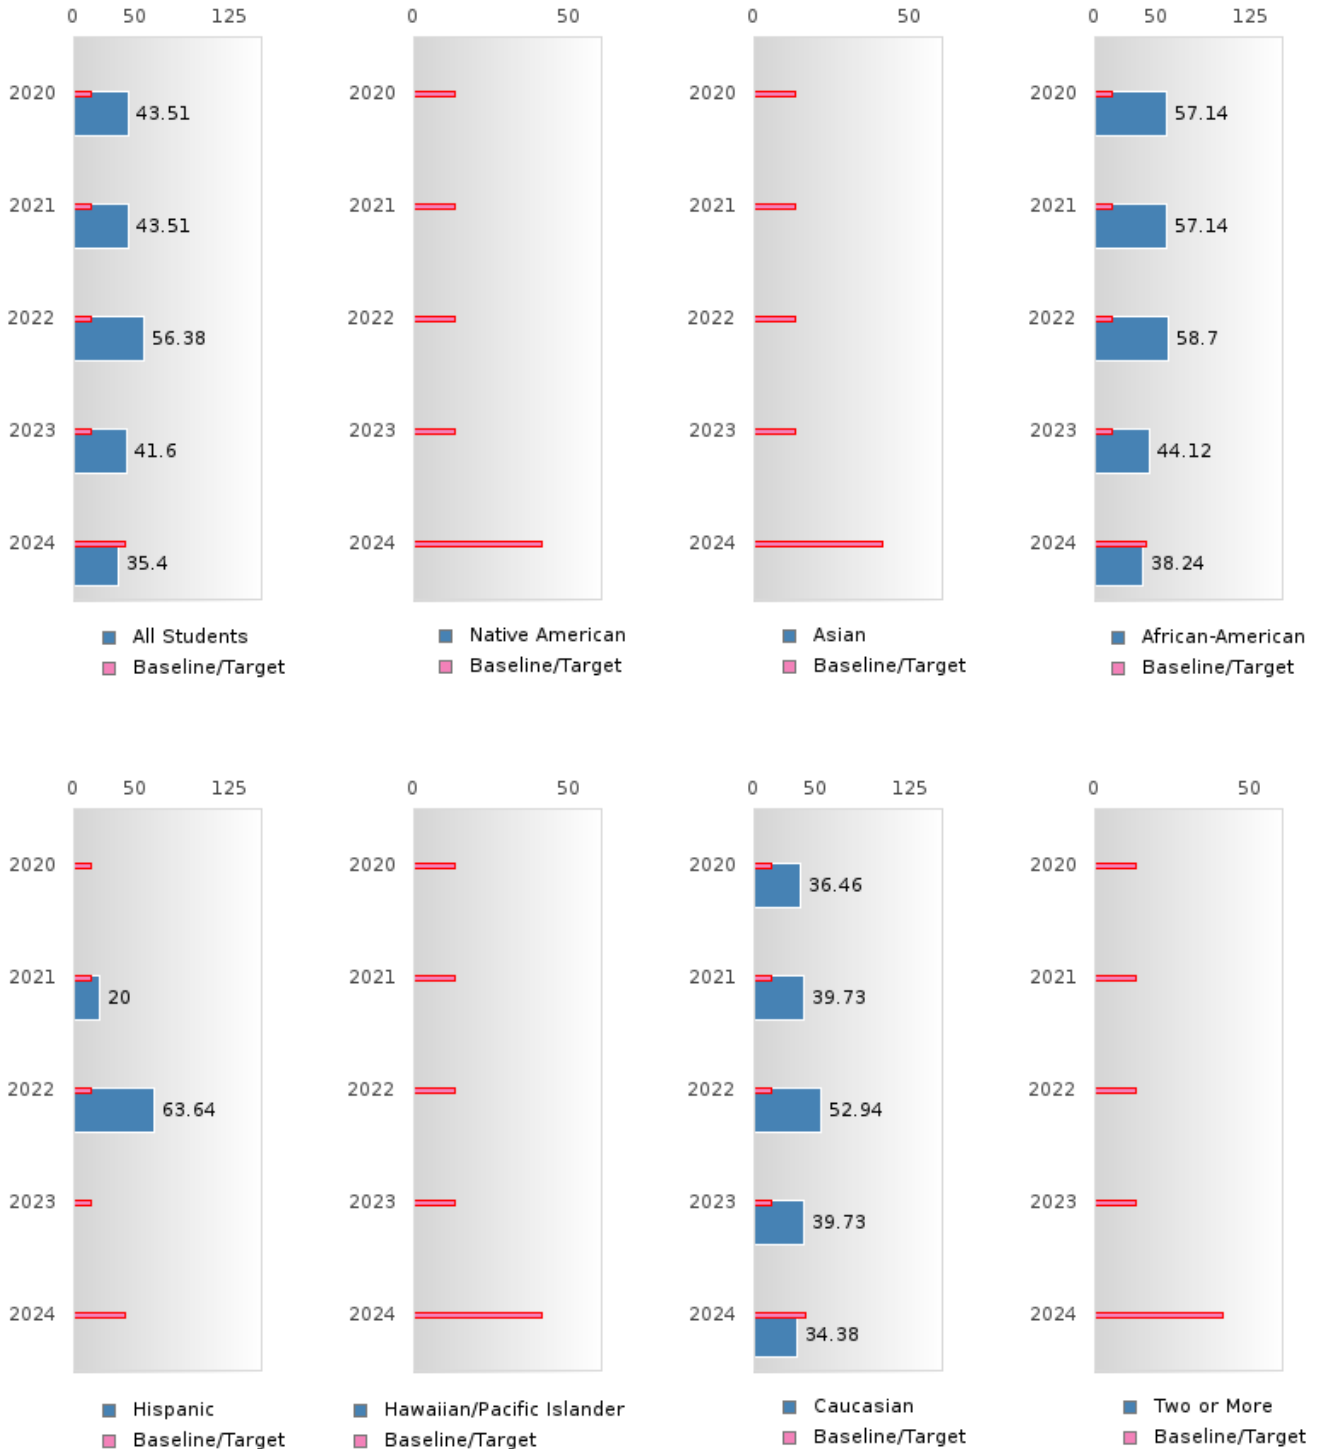 0 50 125
0 50
0 50
0 50 125
2020 43.51
2020
2020
2020 57.14
2021 43.51
2021
2021
2021 57.14
2022 56.38
2022
2022
2022 58.7
2023 41.6
2023
2023
2023 44.12
2024 35.4
2024
2024
2024 38.24
All Students
Baseline/Target
Native American
Baseline/Target
Asian
Baseline/Target
African-American
Baseline/Target
0 50 125
0 50
0 50 125
0 50
2020
2020
2020 36.46
2020
2021 20
2021
2021 39.73
2021
2022 63.64
2022
2022 52.94
2022
2023
2023
2023 39.73
2023
2024
2024
2024 34.38
2024
Hispanic
Baseline/Target
Hawaiian/Pacific Islander
Baseline/Target
Caucasian
Baseline/Target
Two or More
Baseline/Target